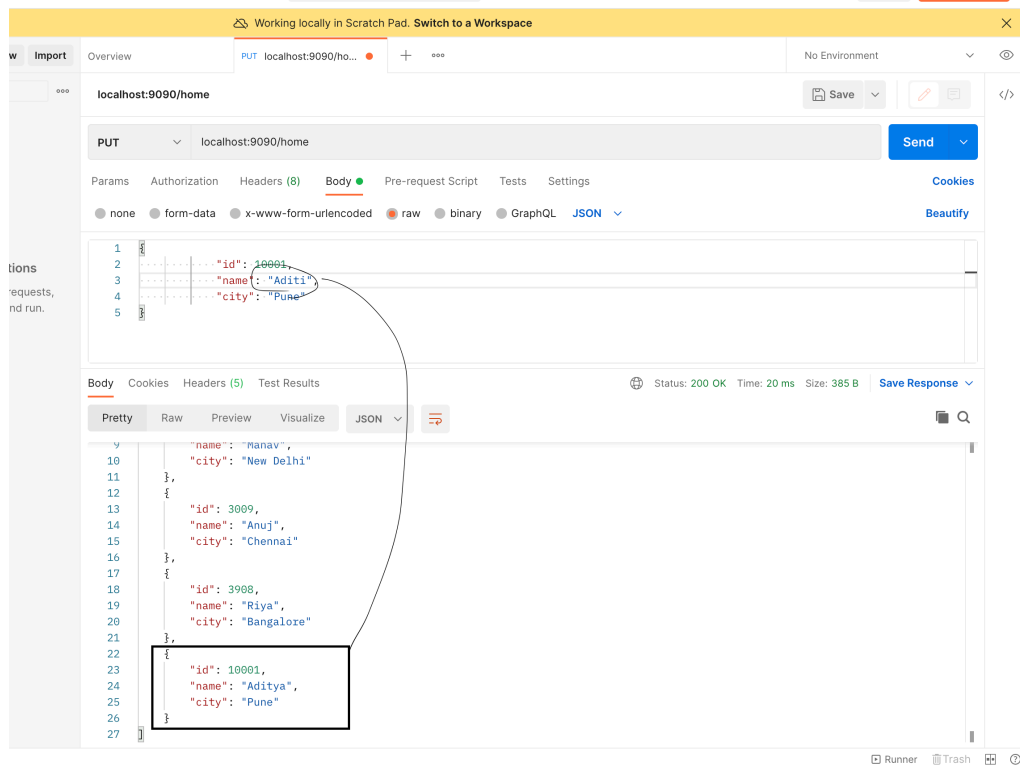 Working locally in Scratch Pad. Switch to a Workspace
w Import Overview PUT localhost:9090/ho... No Environment
localhost:9090/home Save
PUT localhost:9090/home Send
Params Authorization Headers (8) Body Pre-request Script Tests Settings Cookies
none form-data x-www-form-urlencoded raw binary GraphQL JSON Beautify
1 {
2 "id": 10001,
tions
3 "name": "Aditi",
requests,
4 "city": "Pune"
nd run.
5 }
Body Cookies Headers (5) Test Results Status: 200 OK Time: 20 ms Size: 385 B Save Response
Pretty Raw Preview Visualize JSON
9 "name": "Manav",
10 "city": "New Delhi"
11 },
12 {
13 "id": 3009,
14 "name": "Anuj",
15 "city": "Chennai"
16 },
17 {
18 "id": 3908,
19 "name": "Riya",
20 "city": "Bangalore"
21 },
22 {
23 "id": 10001,
24 "name": "Aditya",
25 "city": "Pune"
26 }
27 ]
Runner Trash